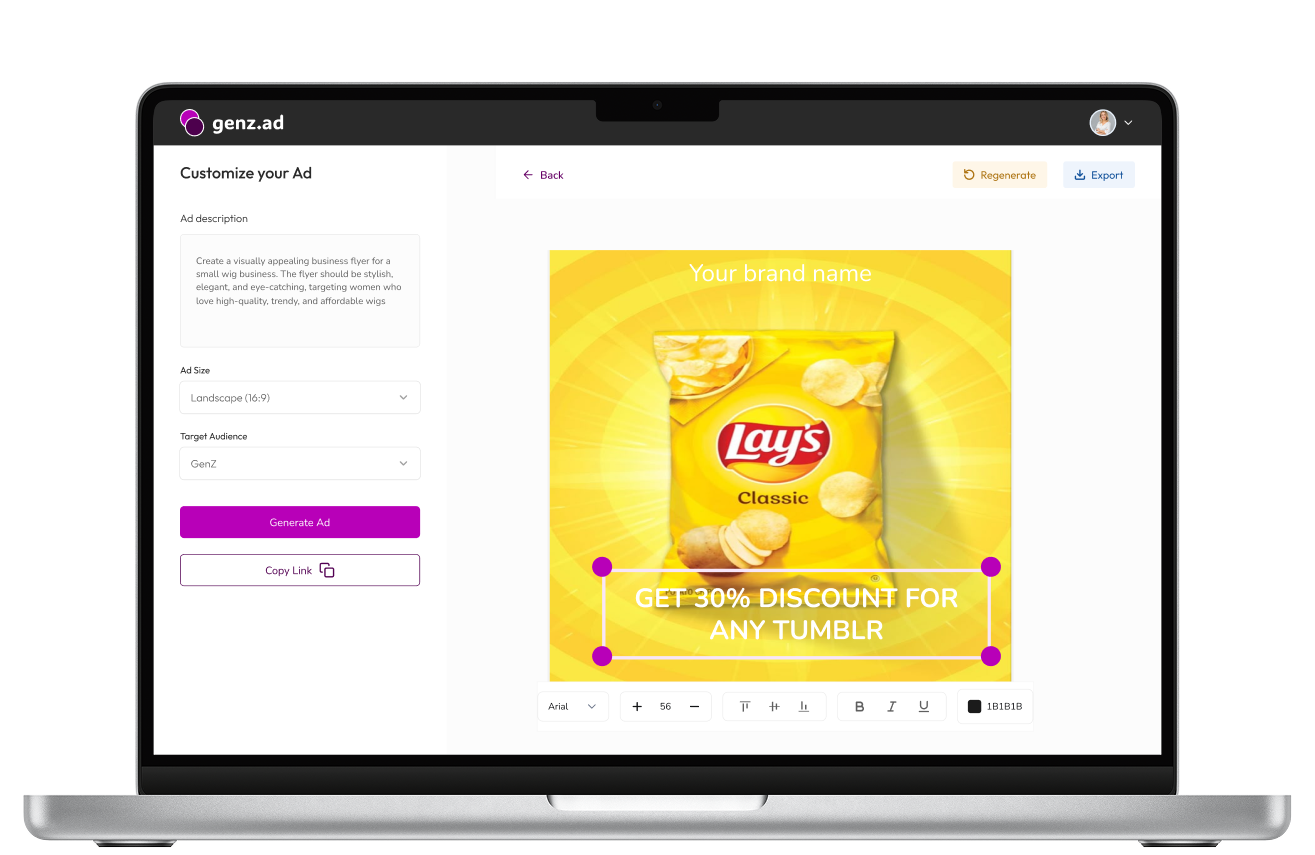 genz.ad
Customize your Ad
Back
Regenerate
Export
Ad description
Create a visually appealing business flyer for a
small wig business. The flyer should be stylish,
elegant, and eye-catching, targeting women who
love high-quality, trendy, and affordable wigs
Ad Size
Landscape (16:9)
Target Audience
GenZ
Generate Ad
Copy Link
Your brand name
Lay's
Classic
GET 30% DISCOUNT FOR
ANY TUMBLR
Arial
56
B I U
1B1B1B